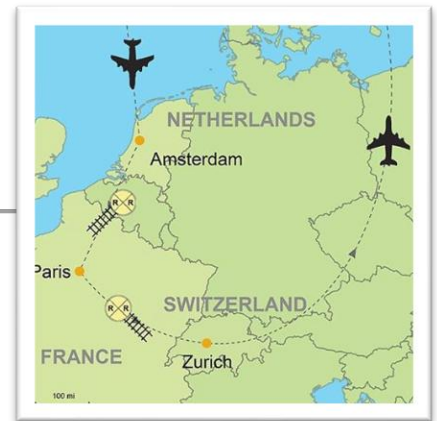 NETHERLANDS
Amsterdam
R R
Paris
R R
SWITZERLAND
FRANCE
Zurich
100 mi